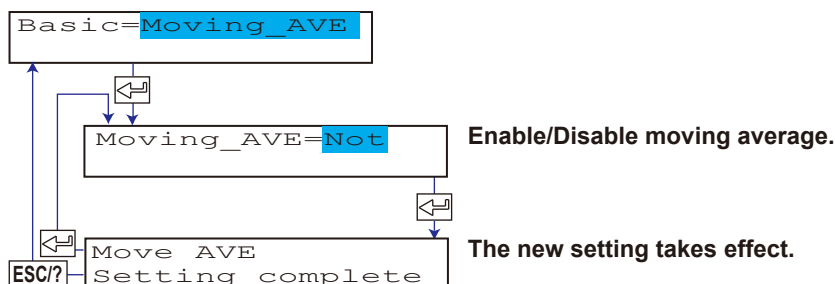 Basic=Moving_AVE
Moving_AVE=Not
Enable/Disable moving average.
Move AVE
Setting complete
The new setting takes effect.
ESC/?